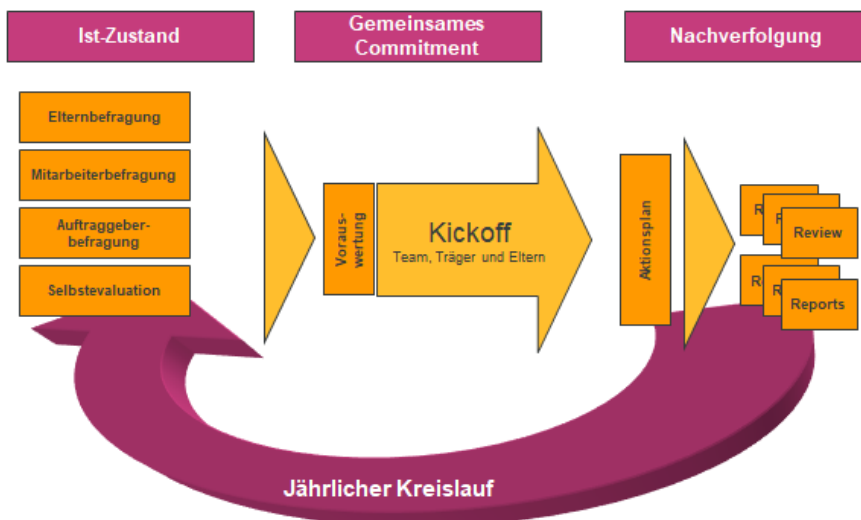 Ist-Zustand
Gemeinsames
Commitment
Nachverfolgung
Elternbefragung
Mitarbeiterbefragung
Auftraggeber-
befragung
Selbstevaluation
Voraus-
wertung
Kickoff
Team, Träger und Eltern
Aktionsplan
Review
Reports
Jährlicher Kreislauf